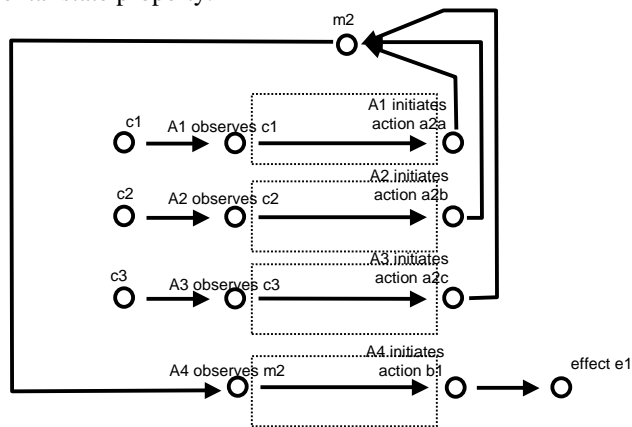 m2
A1 initiates
c1
A1 observes c1
action a2a
A2 initiates
c2
A2 observes c2
action a2b
A3 initiates
c3
A3 observes c3
action a2c
A4 initiates
effect e1
A4 observes m2
action b1